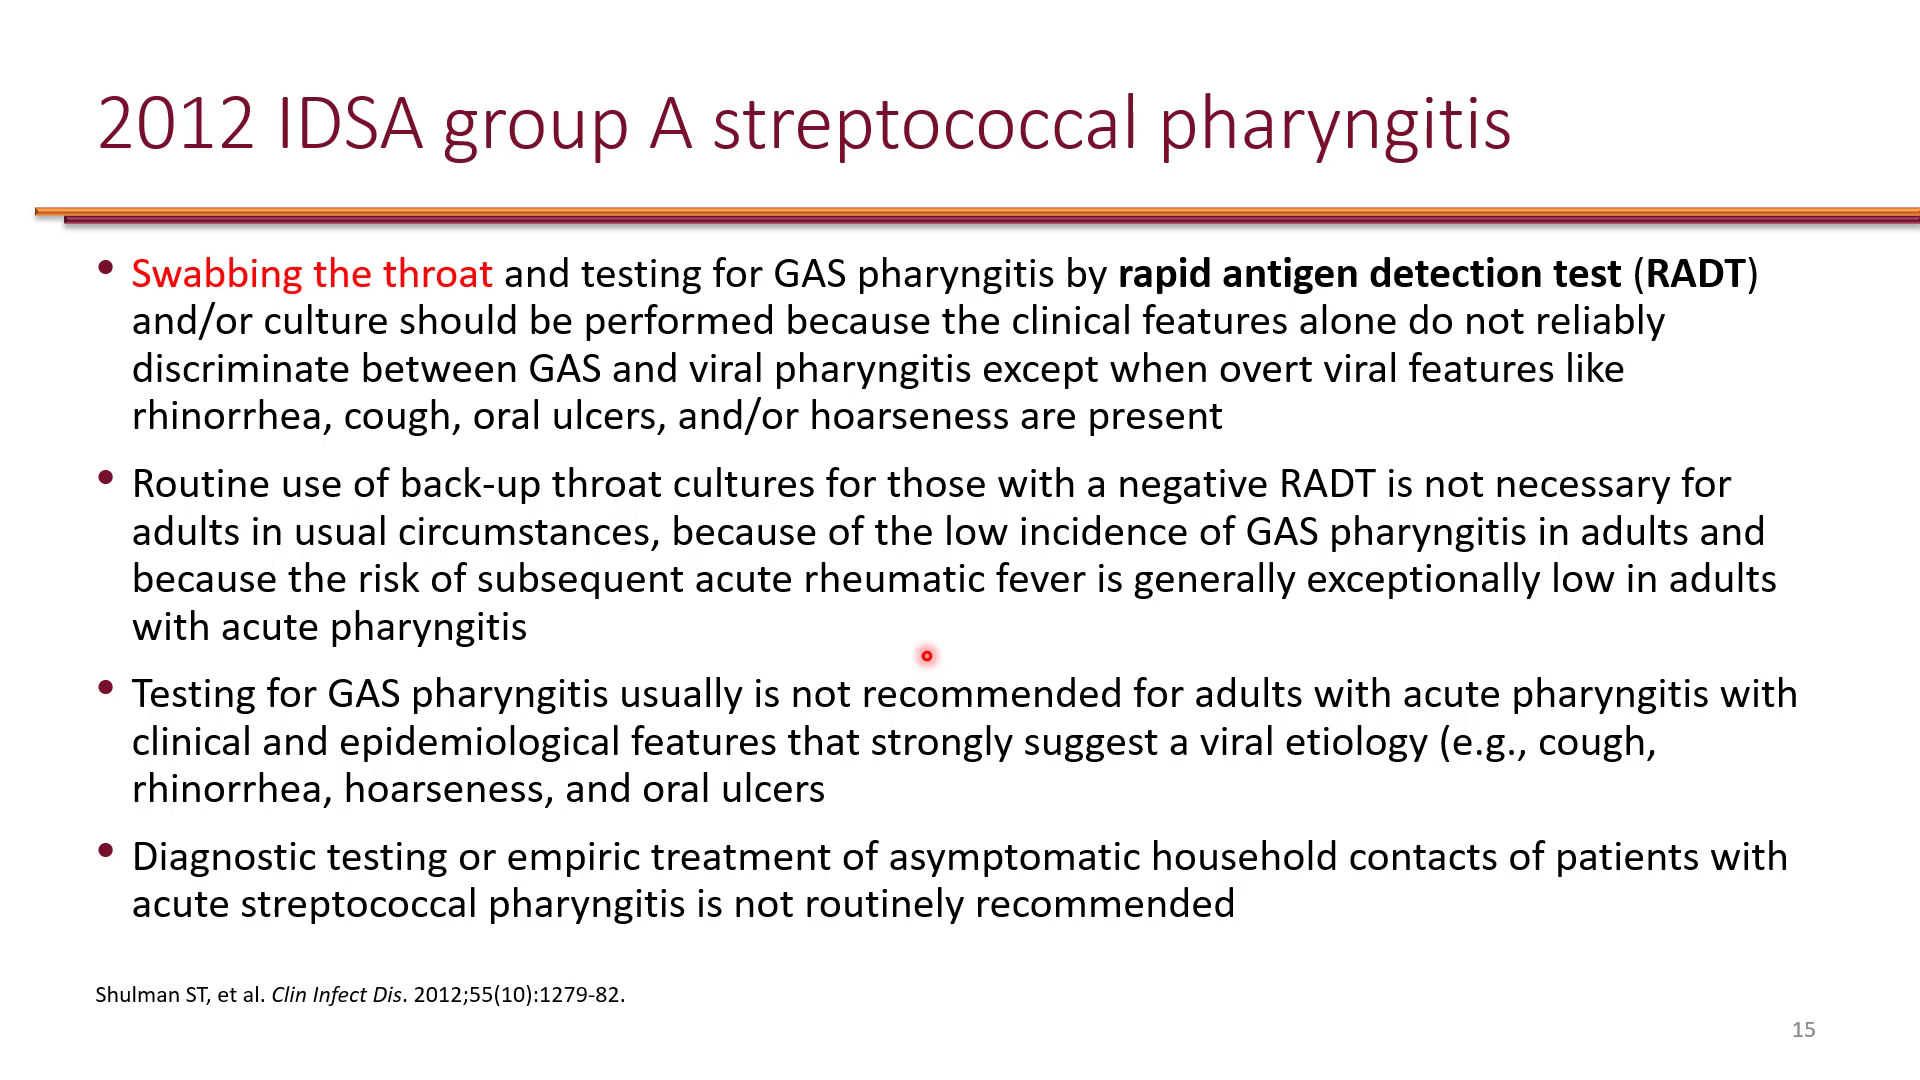 2012 IDSA group A streptococcal pharyngitis
• Swabbing the throat and testing for GAS pharyngitis by rapid antigen detection test (RADT)
and/or culture should be performed because the clinical features alone do not reliably
discriminate between GAS and viral pharyngitis except when overt viral features like
rhinorrhea, cough, oral ulcers, and/or hoarseness are present
• Routine use of back-up throat cultures for those with a negative RADT is not necessary for
adults in usual circumstances, because of the low incidence of GAS pharyngitis in adults and
because the risk of subsequent acute rheumatic fever is generally exceptionally low in adults
with acute pharyngitis
• Testing for GAS pharyngitis usually is not recommended for adults with acute pharyngitis with
clinical and epidemiological features that strongly suggest a viral etiology (e.g., cough,
rhinorrhea, hoarseness, and oral ulcers
• Diagnostic testing or empiric treatment of asymptomatic household contacts of patients with
acute streptococcal pharyngitis is not routinely recommended
Shulman ST, et al. Clin Infect Dis. 2012;55(10):1279-82.
15